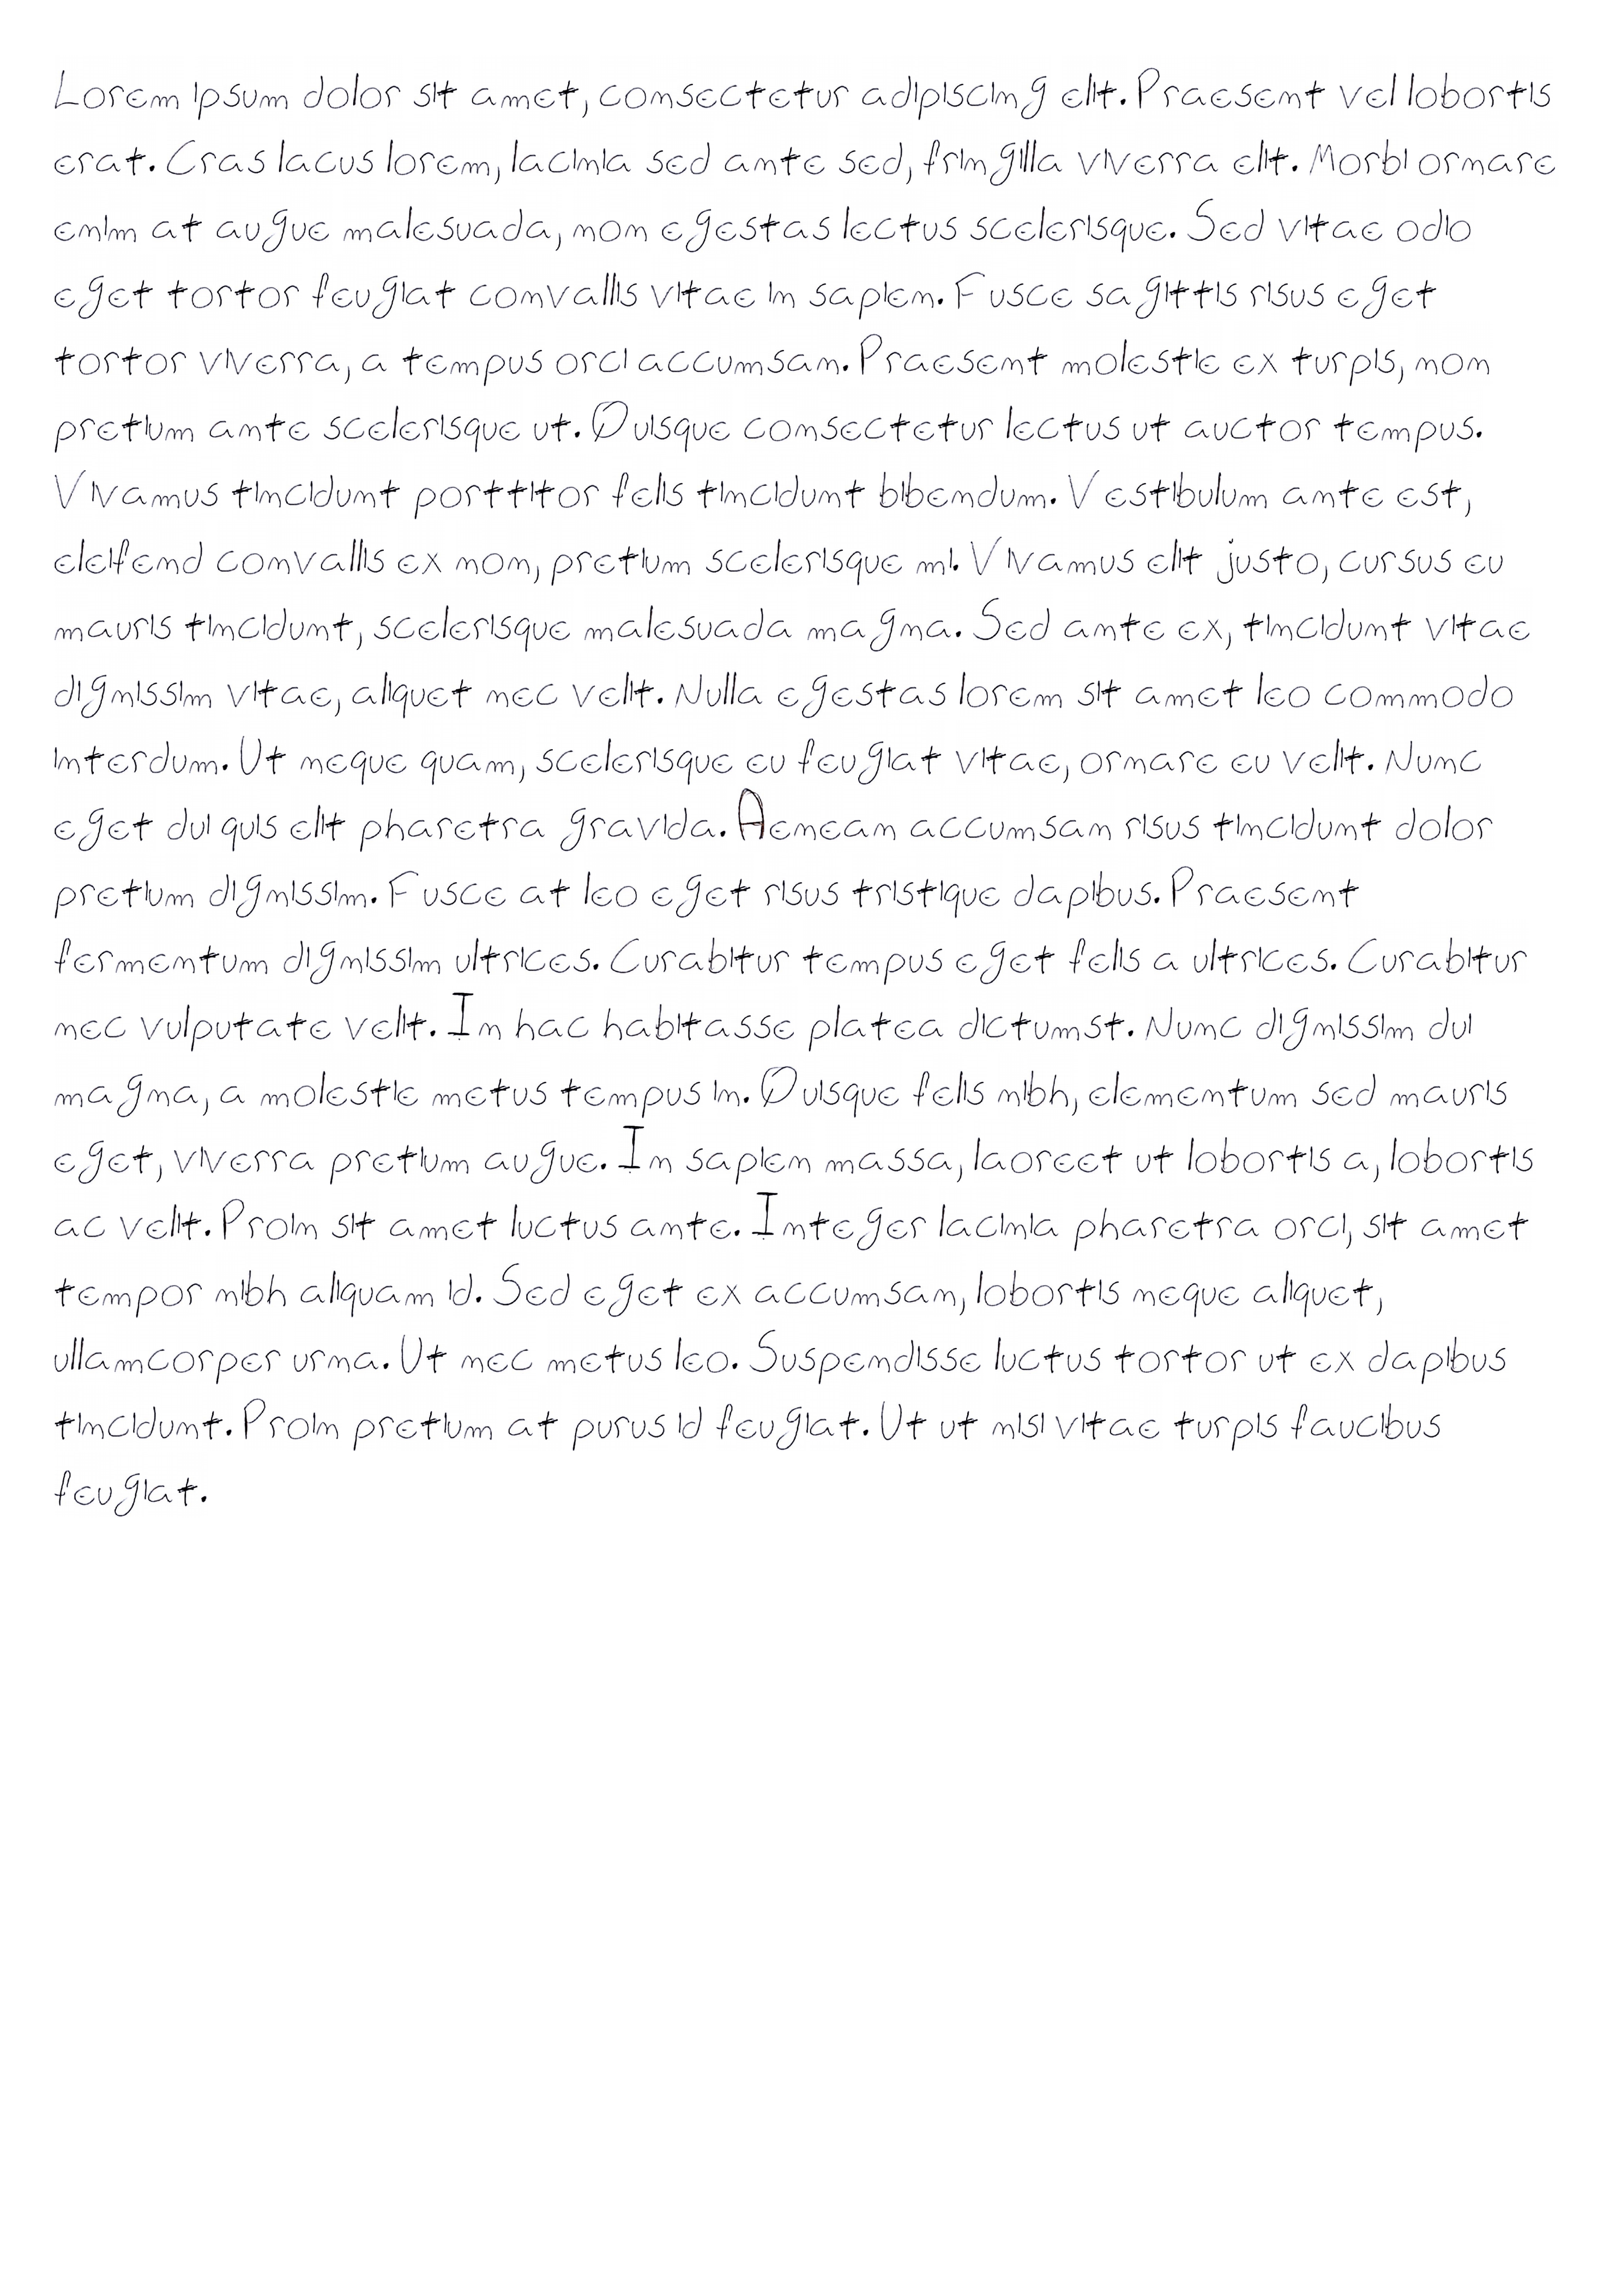 Lorem ipsum dolor sit amet, consectetur adipiscing elit. Praesent vel lobortis
erat. Cras lacus lorem, lacinia sed ante sed, fringilla viverra elit. Morbi ornare
enim at augue malesuada, non egestas lectus scelerisque. Sed vitae odio
eget tortor feugiat convallis vitae in sapien. Fusce sagittis risus eget
tortor viverra, a tempus orci accumsan. Praesent molestie ex turpis, non
pretium ante scelerisque ut. Quisque consectetur lectus ut auctor tempus.
Vivamus tincidunt porttitor felis tincidunt bibendum. Vestibulum ante est,
eleifend convallis ex non, pretium scelerisque mi. Vivamus elit justo, cursus eu
mauris tincidunt, scelerisque malesuada magna. Sed ante ex, tincidunt vitae
dignissim vitae, aliquet nec velit. Nulla egestas lorem sit amet leo commodo
interdum. Ut neque quam, scelerisque eu feugiat vitae, ornare eu velit. Nunc
eget dui quis elit pharetra gravida. Aenean accumsan risus tincidunt dolor
pretium dignissim. Fusce at leo eget risus tristique dapibus. Praesent
fermentum dignissim ultrices. Curabitur tempus eget felis a ultrices. Curabitur
nec vulputate velit. In hac habitasse platea dictumst. Nunc dignissim dui
magna, a molestie metus tempus in. Quisque felis nibh, elementum sed mauris
eget, viverra pretium augue. In sapien massa, laoreet ut lobortis a, lobortis
ac velit. Proin sit amet luctus ante. Integer lacinia pharetra orci, sit amet
tempor nibh aliquam id. Sed eget ex accumsan, lobortis neque aliquet,
ullamcorper urna. Ut nec metus leo. Suspendisse luctus tortor ut ex dapibus
tincidunt. Proin pretium at purus id feugiat. Ut ut nisi vitae turpis faucibus
feugiat.